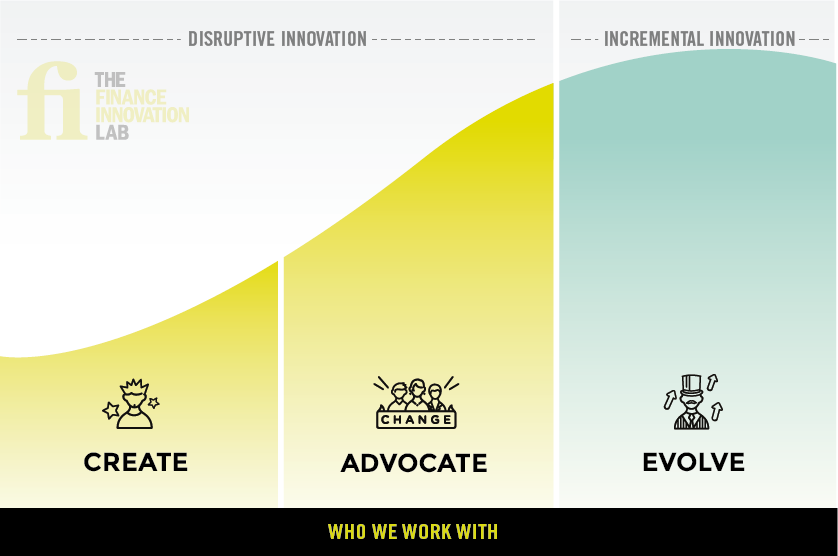 DISRUPTIVE INNOVATION
INCREMENTAL INNOVATION
fi
THE
FINANCE
INNOVATION
LAB
CHANGE
CREATE
ADVOCATE
EVOLVE
WHO WE WORK WITH